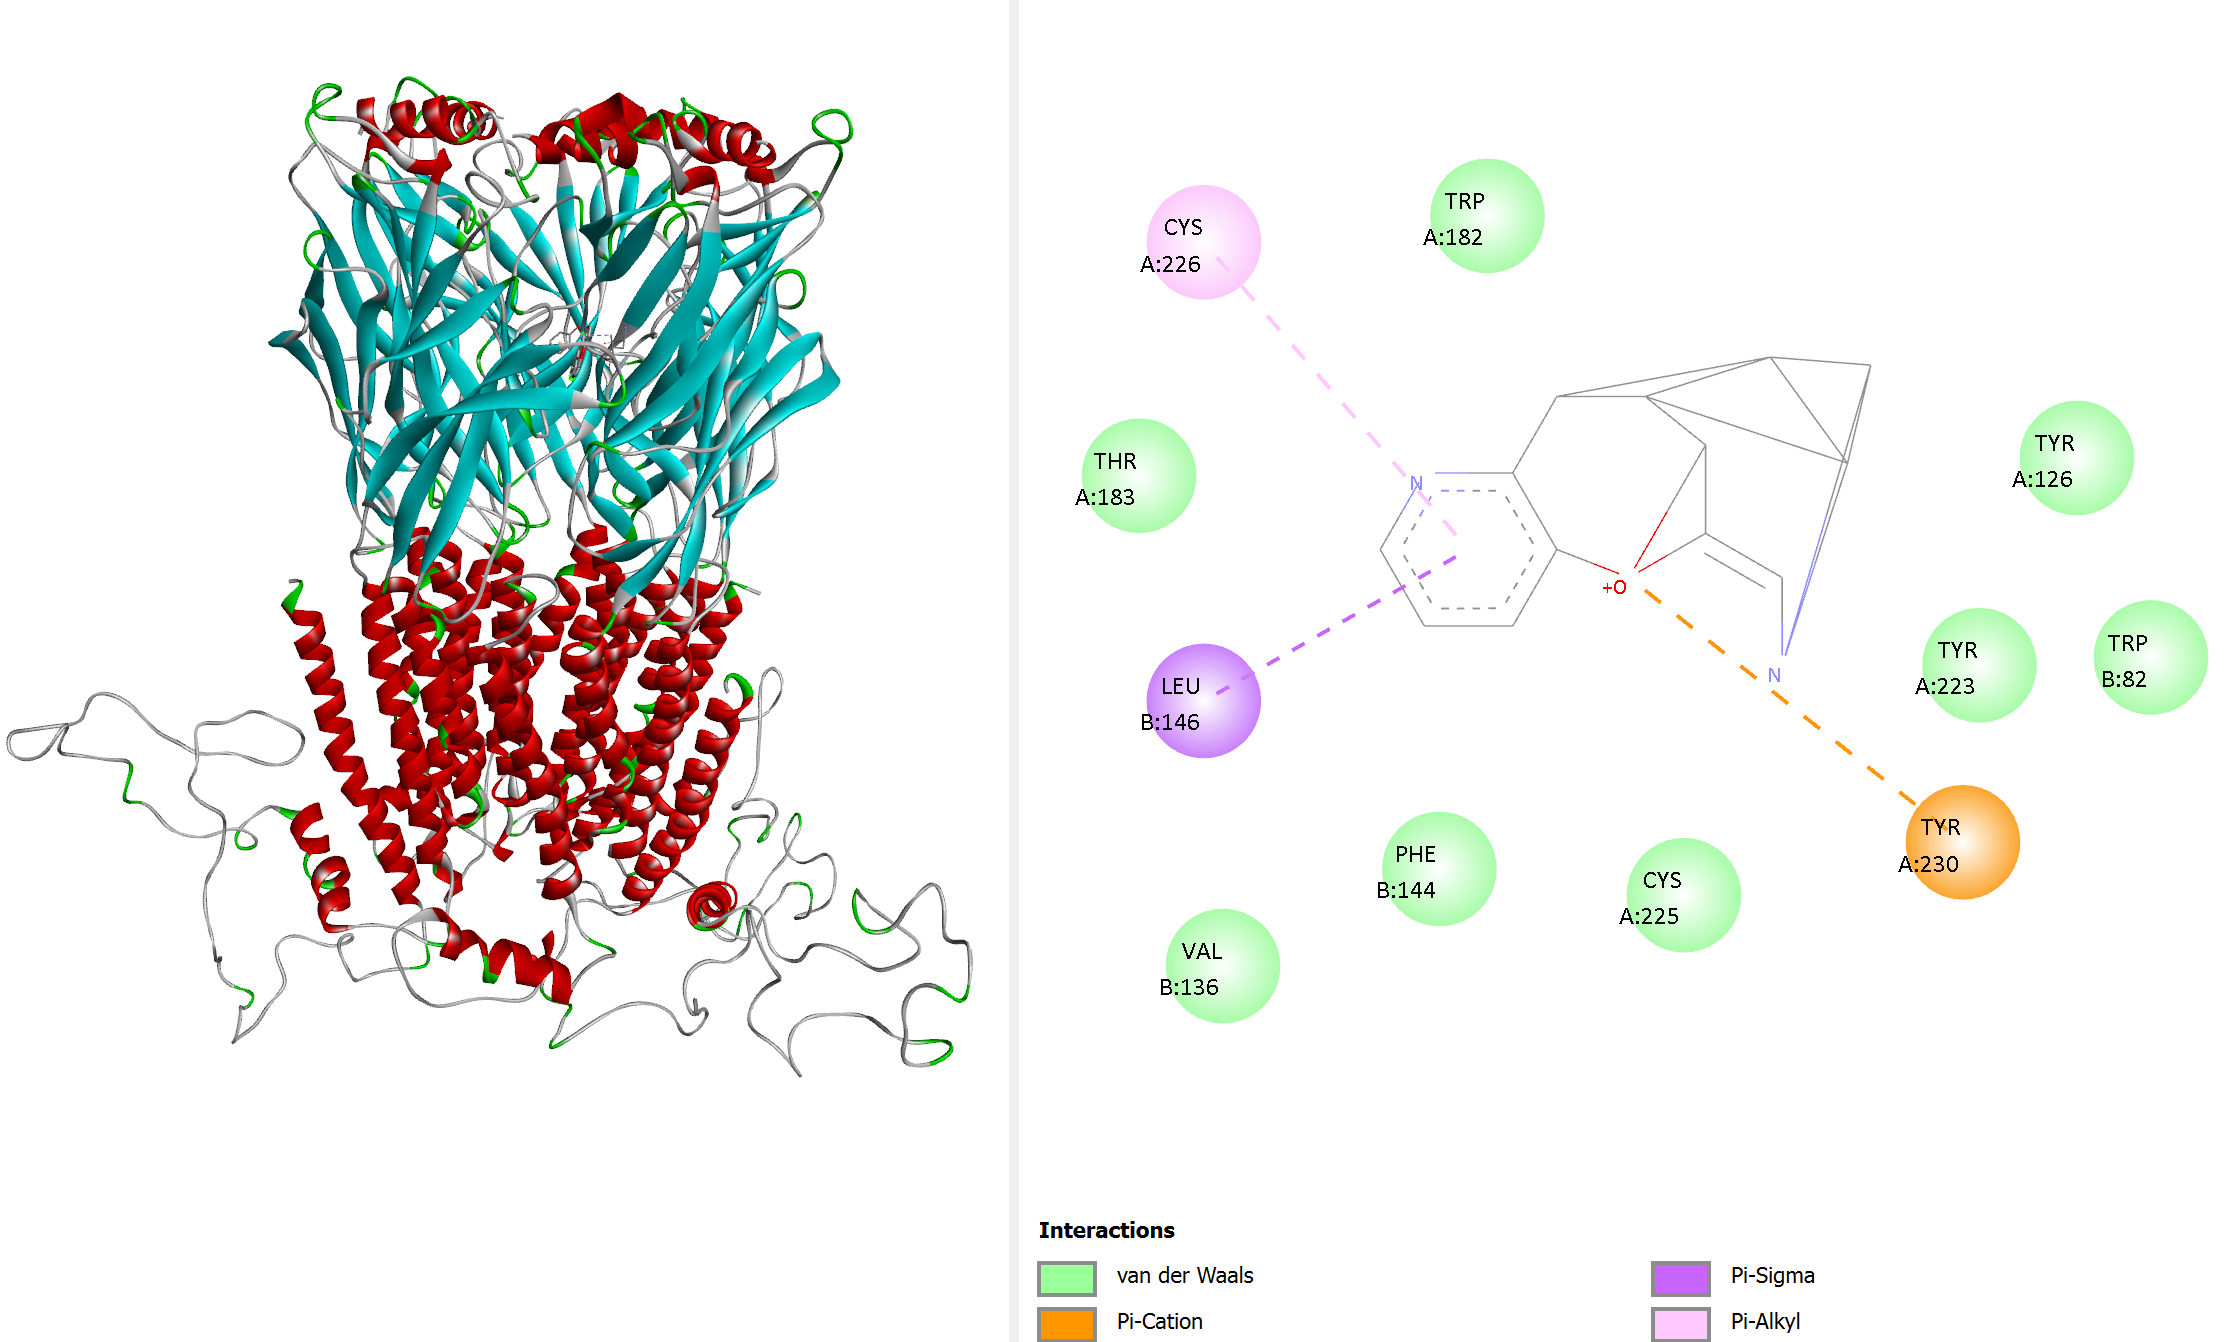 TRP
A:182
CYS
A:226
TYR
A:126
THR
A:183
N
+O
TYR
A:223
TRP
B:82
N
LEU
B:146
TYR
A:230
PHE
B:144
CYS
A:225
VAL
B:136
Interactions
van der Waals
Pi-Cation
Pi-Sigma
Pi-Alkyl